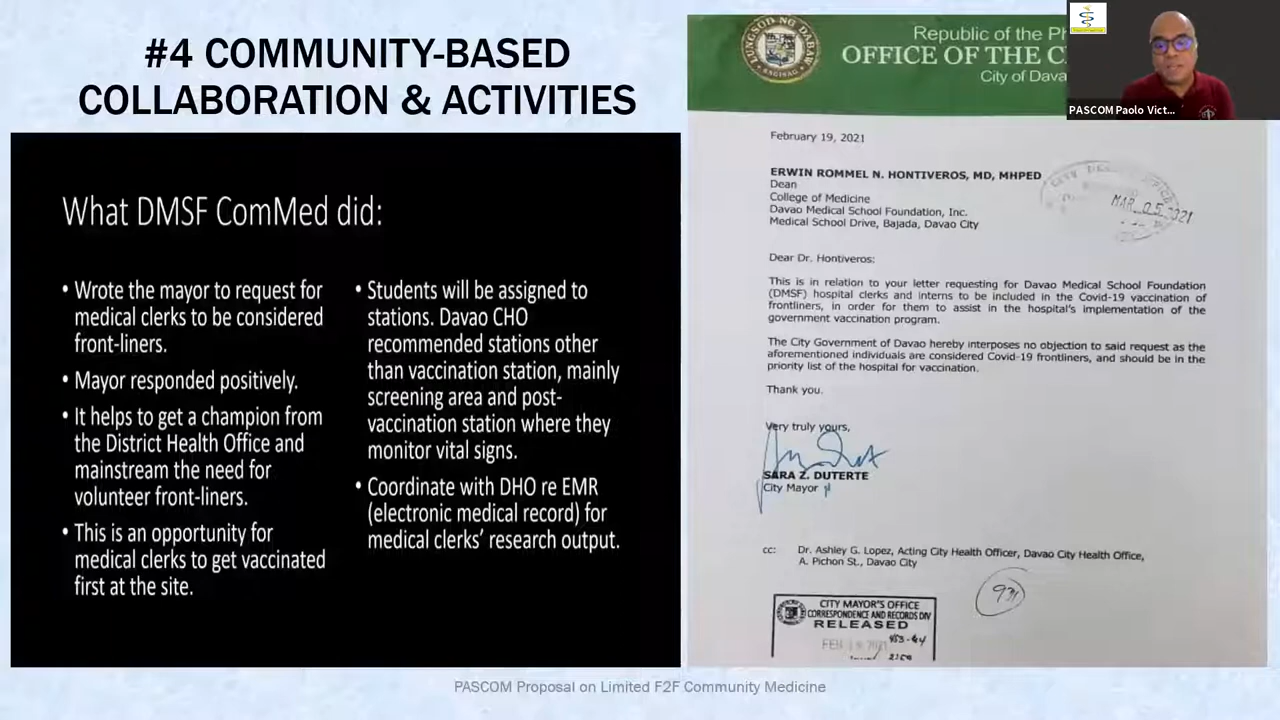 #4 COMMUNITY-BASED
COLLABORATION & ACTIVITIES
What DMSF ComMed did:
• Wrote the mayor to request for
medical clerks to be considered
front-liners.
• Mayor responded positively.
• It helps to get a champion from
the District Health Office and
mainstream the need for
volunteer front-liners.
• This is an opportunity for
medical clerks to get vaccinated
first at the site.
• Students will be assigned to
stations. Davao CHO
recommended stations other
than vaccination station, mainly
screening area and post-
vaccination station where they
monitor vital signs.
• Coordinate with DHO re EMR
(electronic medical record) for
medical clerks' research output.
LUNGSOD NG DABAW
Republic of the
OFFICE OF THE
City of
PASCOM Paolo Vict...
February 19, 2021
MAR 05 2021
ERWIN ROMMEL N. HONTIVEROS, MD, MHPED
Dean
College of Medicine
Davao Medical School Foundation, Inc.
Medical School Drive, Bajada, Davao City
Dear Dr. Hontiveros:
This is in relation to your letter requesting for Davao Medical School Foundation
(DMSF) hospital clerks and interns to be included in the Covid-19 vaccination of
frontliners, in order for them to assist in the hospital's implementation of the
government vaccination program.
The City Government of Davao hereby interposes no objection to said request as the
aforementioned individuals are considered Covid-19 frontliners, and should be in the
priority list of the hospital for vaccination.
Thank you.
Very truly yours,
SARA Z. DUTERTE
City Mayor
cc: Dr. Ashley G. Lopez, Acting City Health Officer, Davao City Health Office,
A. Pichon St., Davao City
931
CITY MAYOR'S OFFICE
CORRESPONDENCE AND RECORDS DIV
RELEASED
PASCOM Proposal on Limited F2F Community Medicine